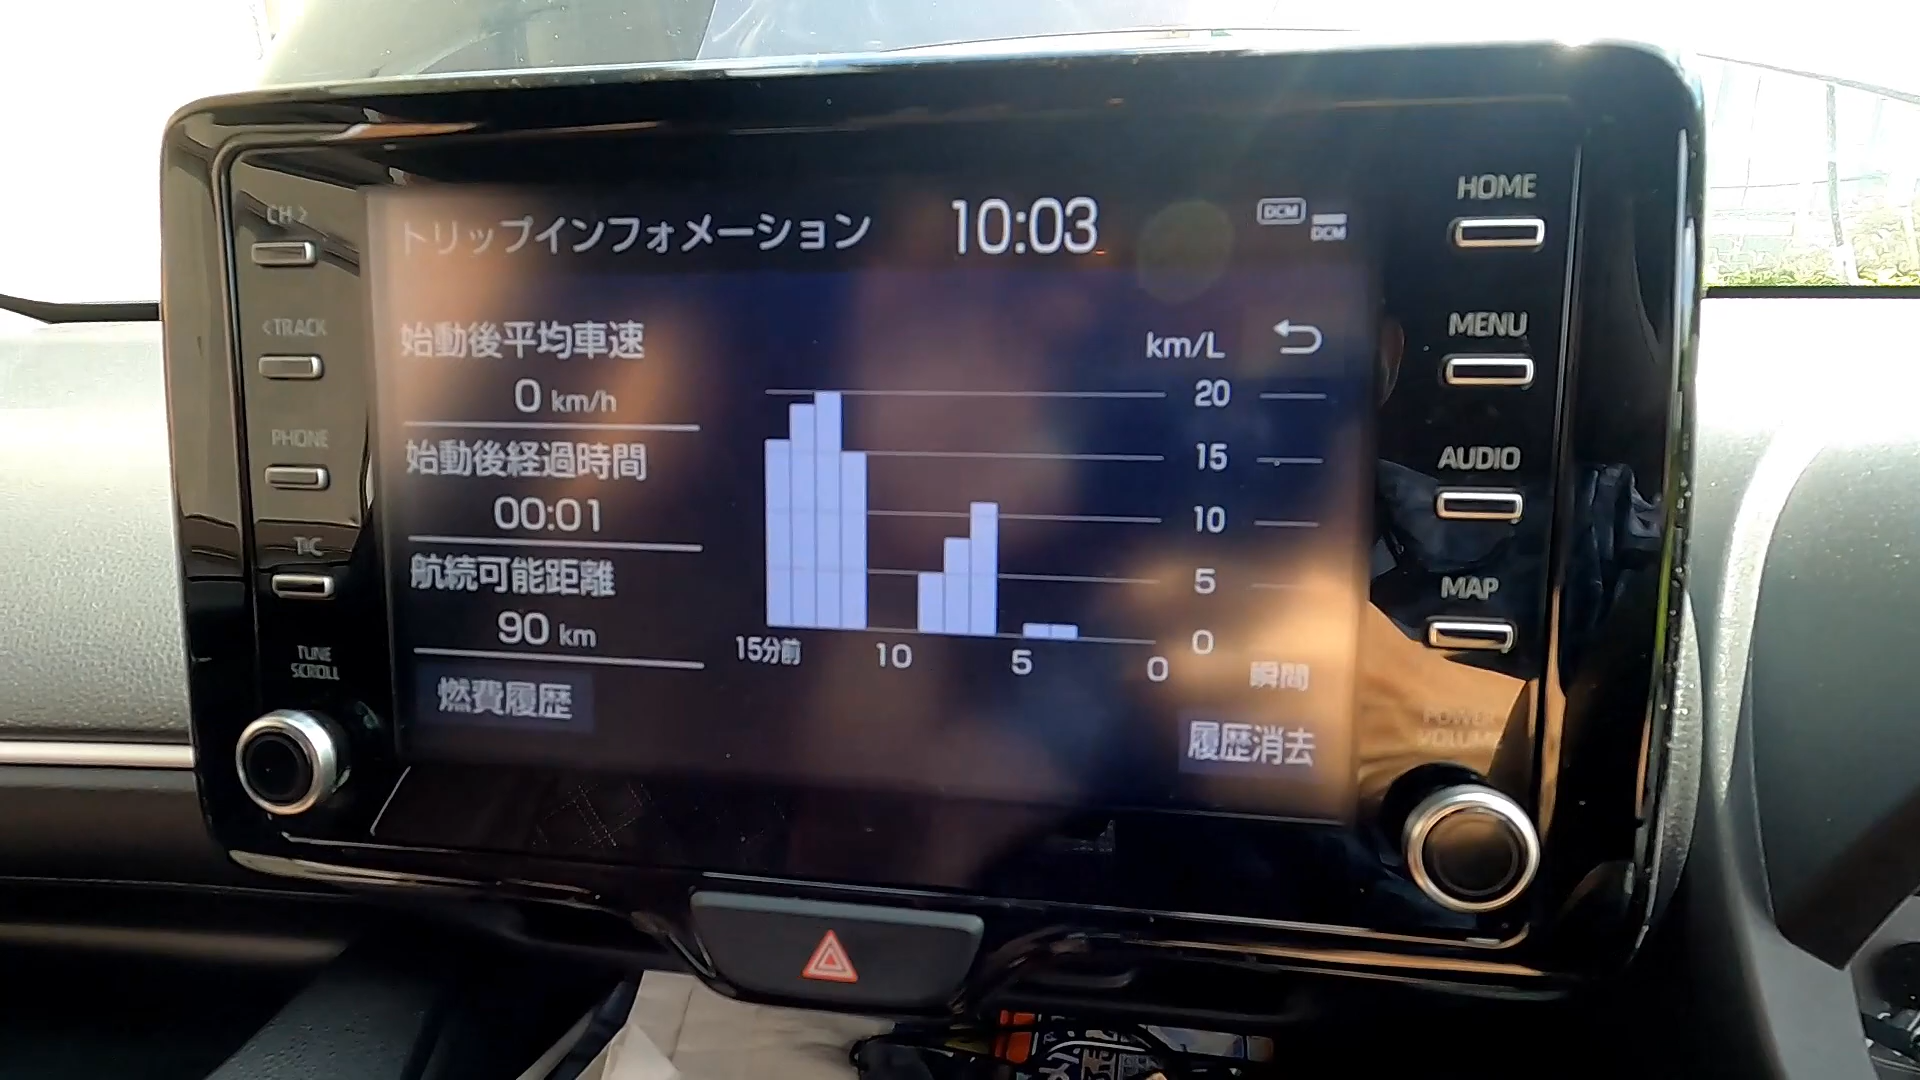 CH >
< TRACK
PHONE
T·C
TUNE
SCROLL
トリップインフォメーション
10:03
DCM
DCM
始動後平均車速
0 km/h
始動後経過時間
00:01
航続可能距離
90 km
燃費履歴
km/L
20
15
10
5
0
15分前
10
5
0
瞬間
履歴消去
HOME
MENU
AUDIO
MAP
POWER
VOLUME